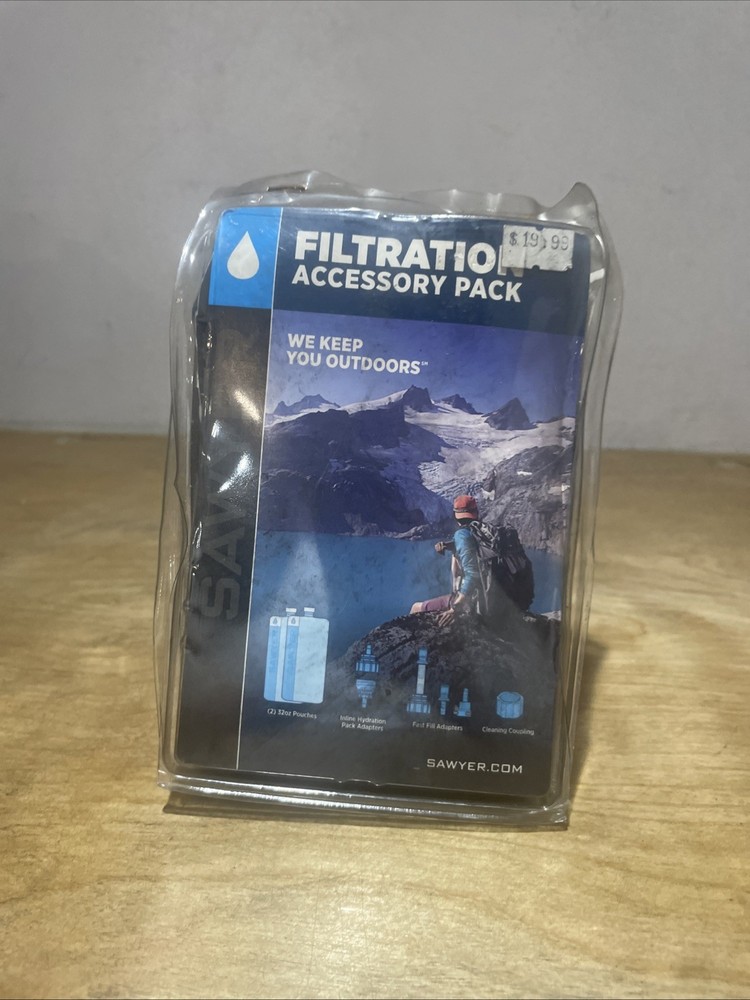 $19.99
FILTRATION
ACCESSORY PACK
WE KEEP
YOU OUTDOORS℠
SAWYER
(2) 32oz Pouches
Inline Hydration
Pack Adapters
Fast Fill Adapters
Cleaning Coupling
SAWYER.COM